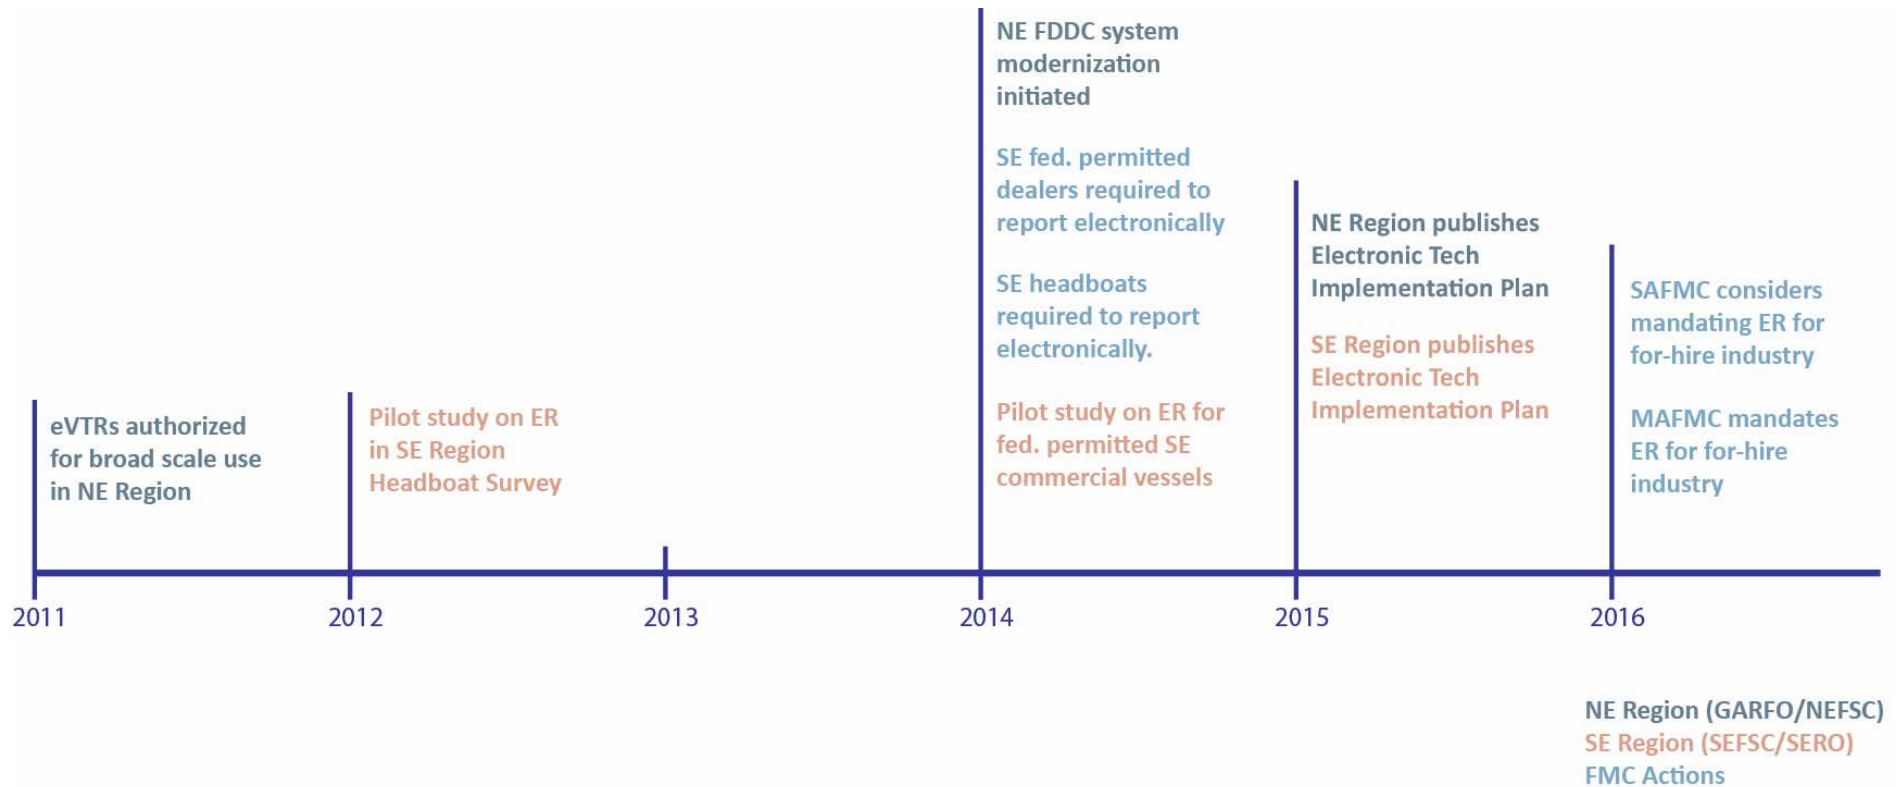 NE FDDC system
modernization
initiated
SE fed. permitted
dealers required to
report electronically
SE headboats
required to report
electronically.
Pilot study on ER for
fed. permitted SE
commercial vessels
NE Region publishes
Electronic Tech
Implementation Plan
SE Region publishes
Electronic Tech
Implementation Plan
SAFMC considers
mandating ER for
for-hire industry
MAFMC mandates
ER for for-hire
industry
eVTRs authorized
for broad scale use
in NE Region
Pilot study on ER
in SE Region
Headboat Survey
2011
2012
2013
2014
2015
2016
NE Region (GARFO/NEFSC)
SE Region (SEFSC/SERO)
FMC Actions